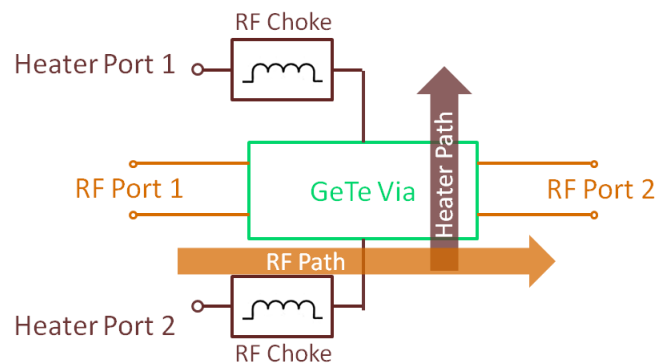 RF Choke
Heater Port 1
Heater Path
RF Port 1
GeTe Via
RF Port 2
RF Path
Heater Port 2
RF Choke